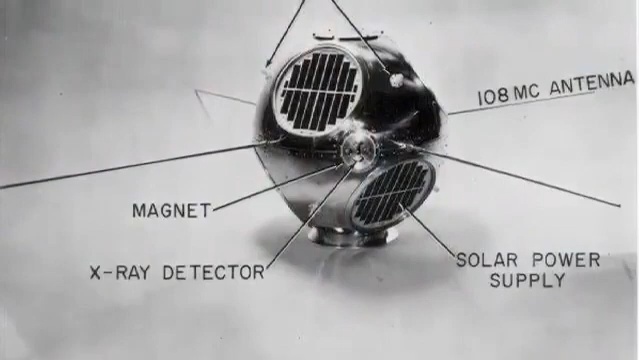 108 MC ANTENNA
MAGNET
X-RAY DETECTOR
SOLAR POWER
SUPPLY